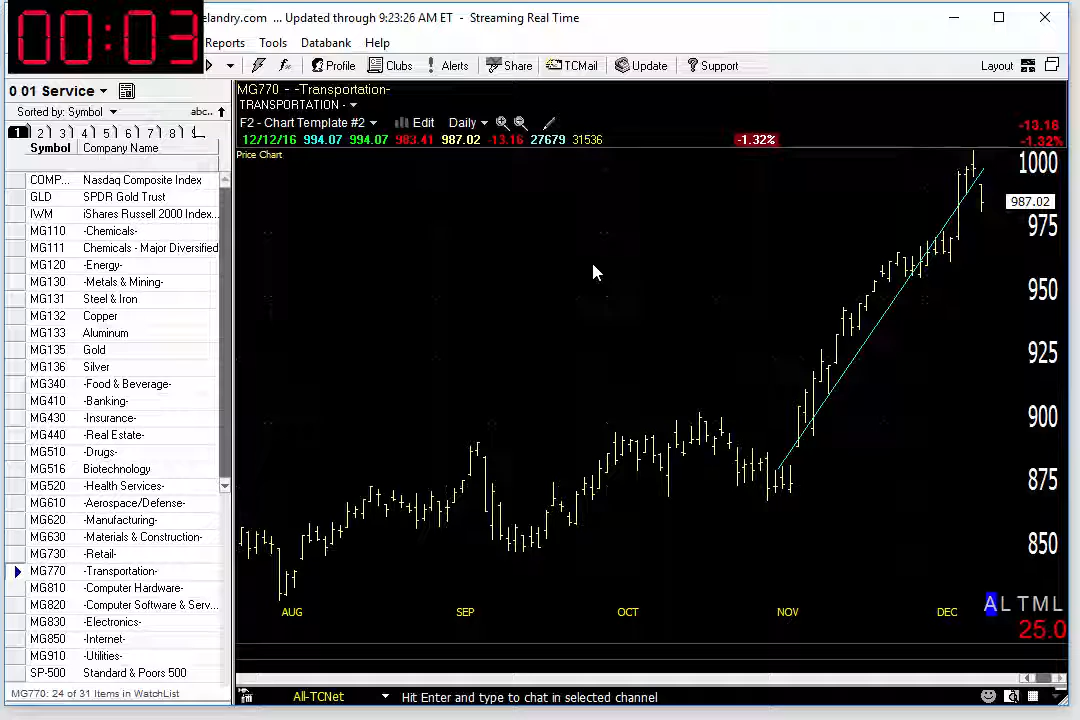 00:03
elandry.com ... Updated through 9:23:26 AM ET - Streaming Real Time
Reports Tools Databank Help
Profile Clubs Alerts Share TCMail Update Support Layout
0 01 Service
Sorted by: Symbol abc..
1 2 3 4 5 6 7 8
Symbol Company Name
COMP... Nasdaq Composite Index
GLD SPDR Gold Trust
IWM iShares Russell 2000 Index...
MG110 -Chemicals-
MG111 Chemicals - Major Diversified
MG120 -Energy-
MG130 -Metals & Mining-
MG131 Steel & Iron
MG132 Copper
MG133 Aluminum
MG135 Gold
MG136 Silver
MG340 -Food & Beverage-
MG410 -Banking-
MG430 -Insurance-
MG440 -Real Estate-
MG510 -Drugs-
MG516 Biotechnology
MG520 -Health Services-
MG610 -Aerospace/Defense-
MG620 -Manufacturing-
MG630 -Materials & Construction-
MG730 -Retail-
MG770 -Transportation-
MG810 -Computer Hardware-
MG820 -Computer Software & Serv...
MG830 -Electronics-
MG850 -Internet-
MG910 -Utilities-
SP-500 Standard & Poors 500
MG770: 24 of 31 Items in WatchList
MG770 - -Transportation-
TRANSPORTATION -
F2 - Chart Template #2 Edit Daily
12/12/16 994.07 994.07 983.41 987.02 -13.16 27679 31536 -1.32%
-13.16
-1.32%
Price Chart
1000
987.02
975
950
925
900
875
850
AUG SEP OCT NOV DEC
A L T M L
25.0
All-TCNet Hit Enter and type to chat in selected channel